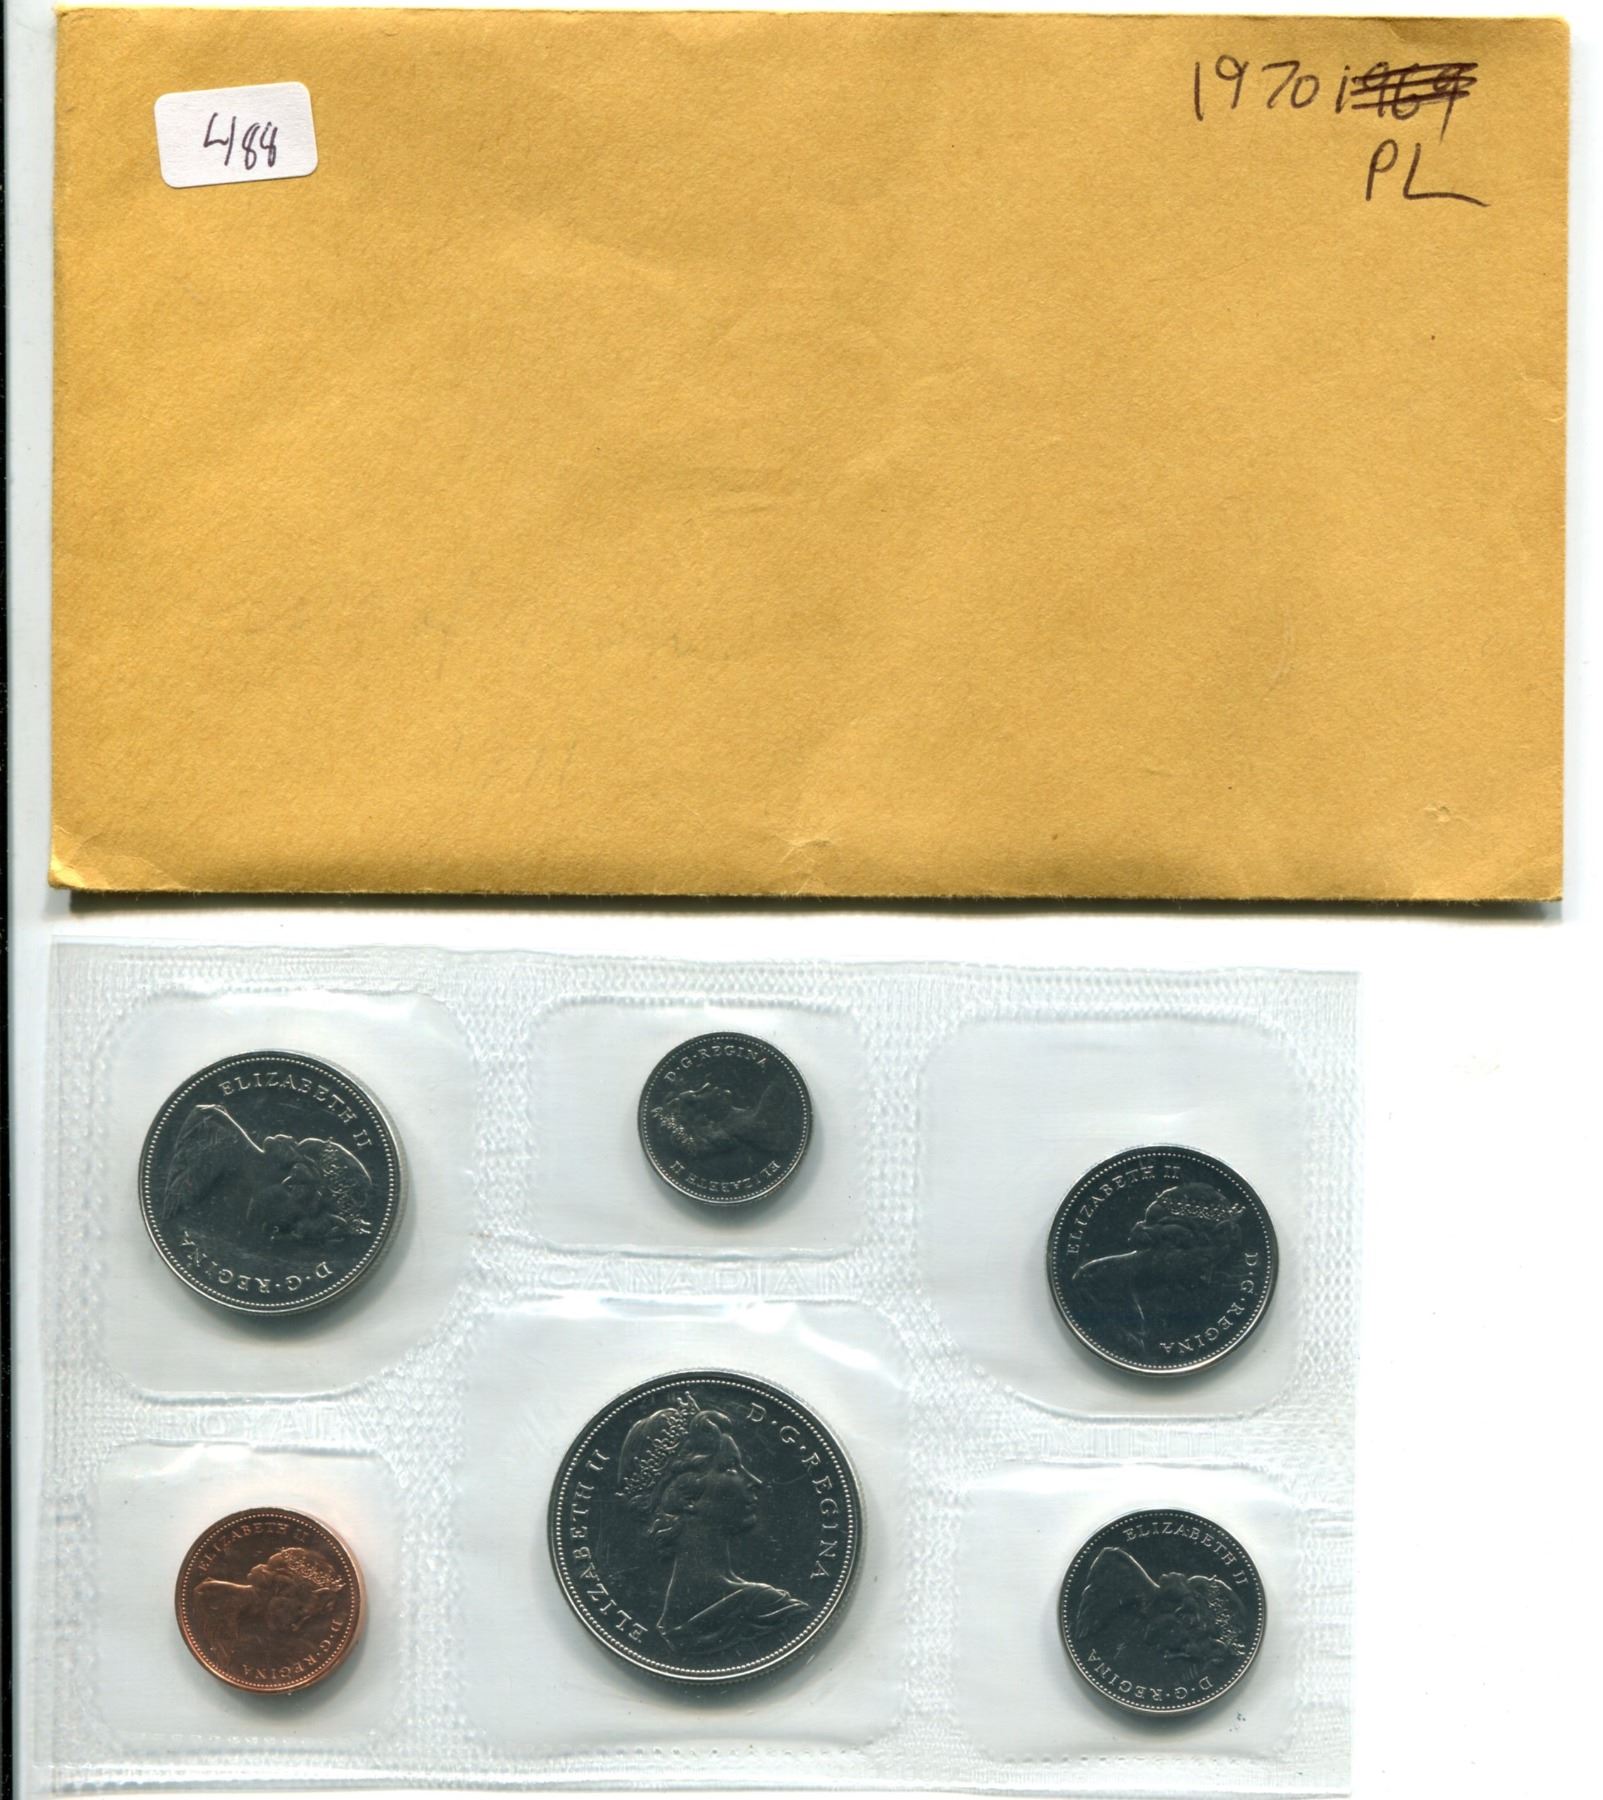 488
1970 1969
PL
ELIZABETH II D·G·REGINA
D·G·REGINA ELIZABETH II
ELIZABETH II D·G·REGINA
CANADIAN
ROYAL MINT
ELIZABETH II D·G·REGINA
ELIZABETH II D·G·REGINA
ELIZABETH II D·G·REGINA